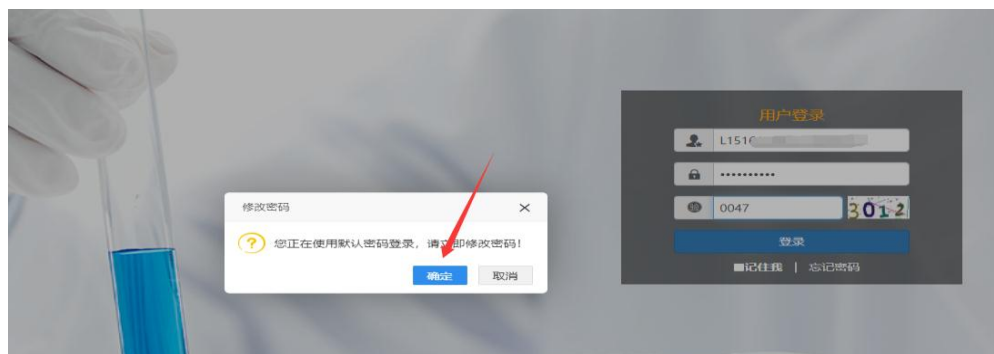 用户登录
L151
••••••••••
0047
3012
登录
记住我 | 忘记密码
修改密码
您正在使用默认密码登录，请立即修改密码！
确定
取消